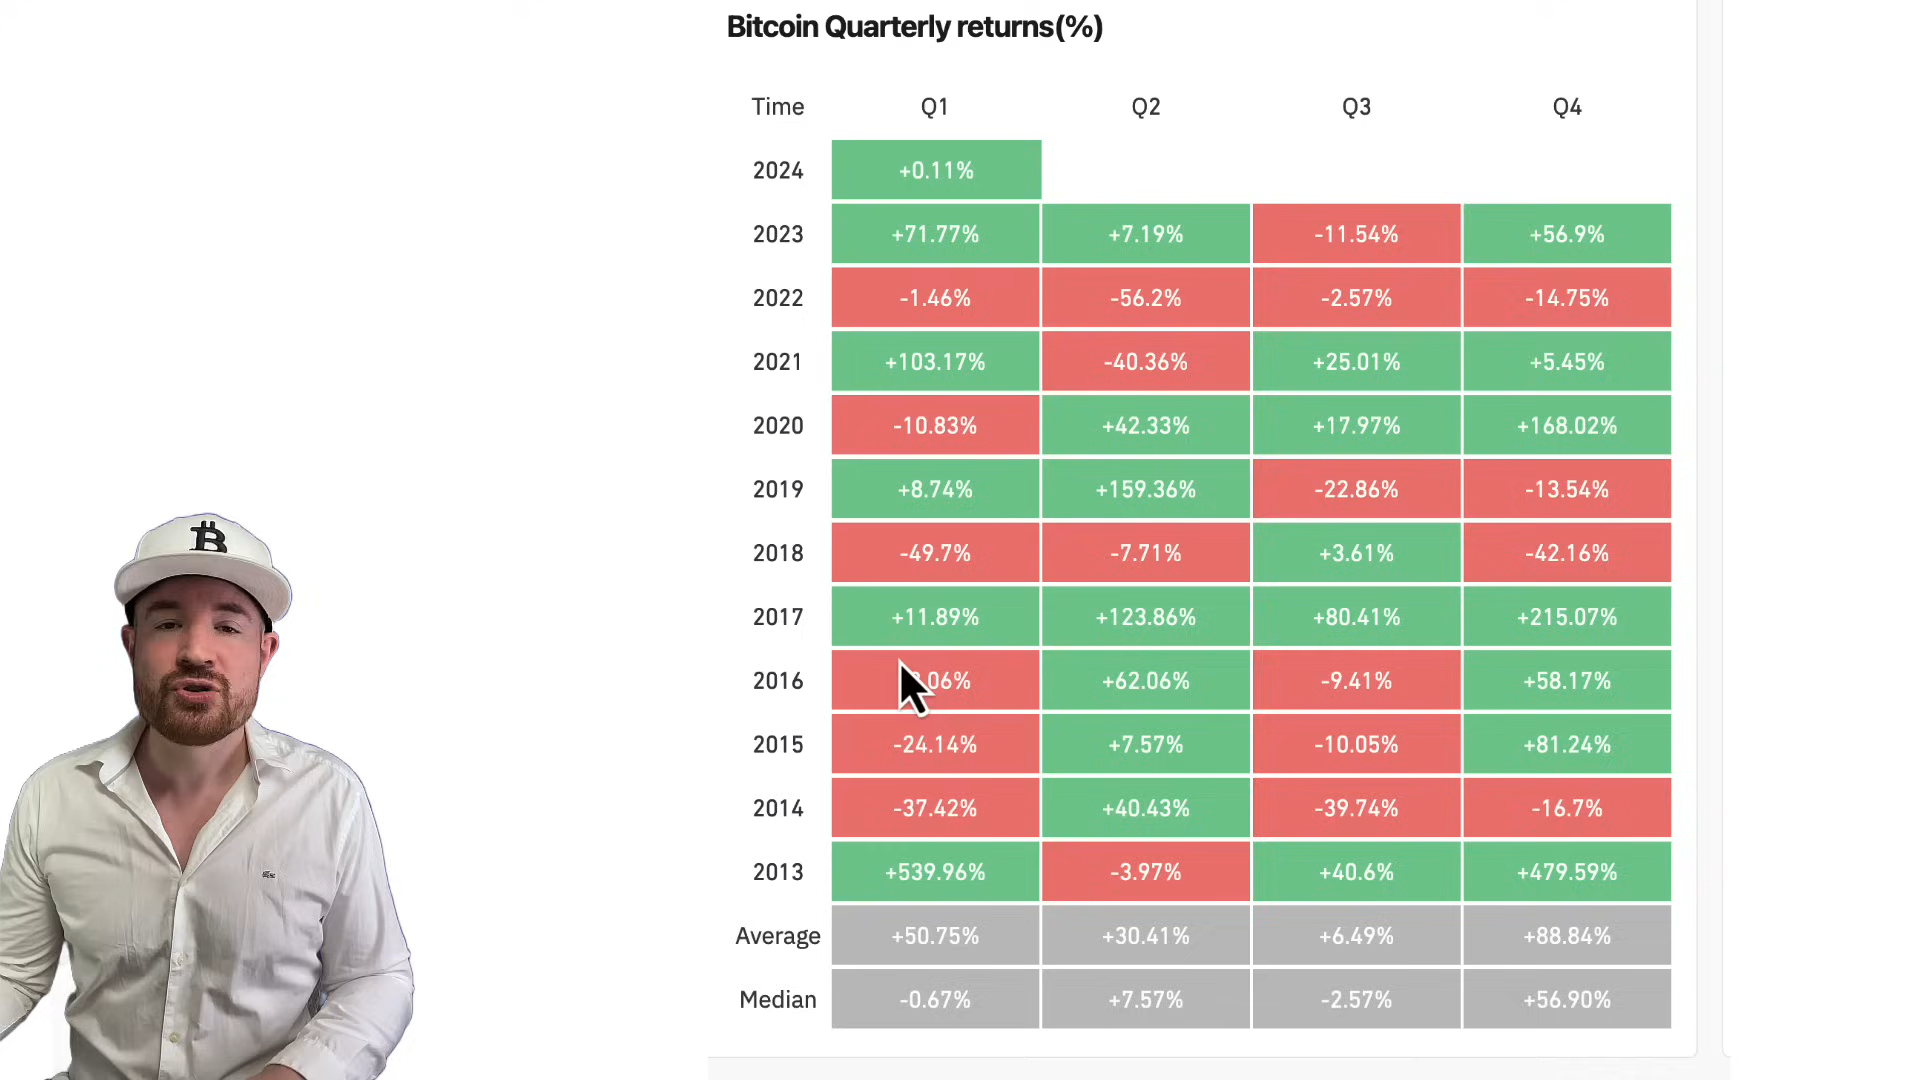 Bitcoin Quarterly returns(%)
Time Q1 Q2 Q3 Q4
2024 +0.11%
2023 +71.77% +7.19% -11.54% +56.9%
2022 -1.46% -56.2% -2.57% -14.75%
2021 +103.17% -40.36% +25.01% +5.45%
2020 -10.83% +42.33% +17.97% +168.02%
2019 +8.74% +159.36% -22.86% -13.54%
2018 -49.7% -7.71% +3.61% -42.16%
2017 +11.89% +123.86% +80.41% +215.07%
2016 .06% +62.06% -9.41% +58.17%
2015 -24.14% +7.57% -10.05% +81.24%
2014 -37.42% +40.43% -39.74% -16.7%
2013 +539.96% -3.97% +40.6% +479.59%
Average +50.75% +30.41% +6.49% +88.84%
Median -0.67% +7.57% -2.57% +56.90%